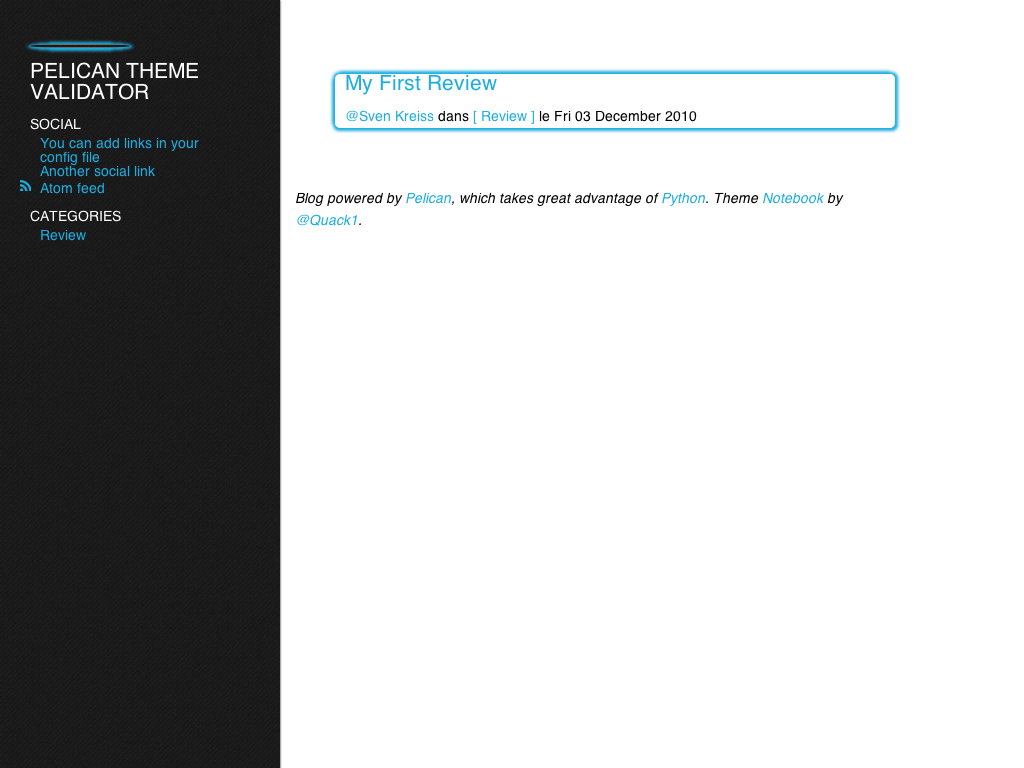 PELICAN THEME
VALIDATOR
SOCIAL
You can add links in your
config file
Another social link
Atom feed
CATEGORIES
Review
My First Review
@Sven Kreiss dans [ Review ] le Fri 03 December 2010
Blog powered by Pelican, which takes great advantage of Python. Theme Notebook by
@Quack1.